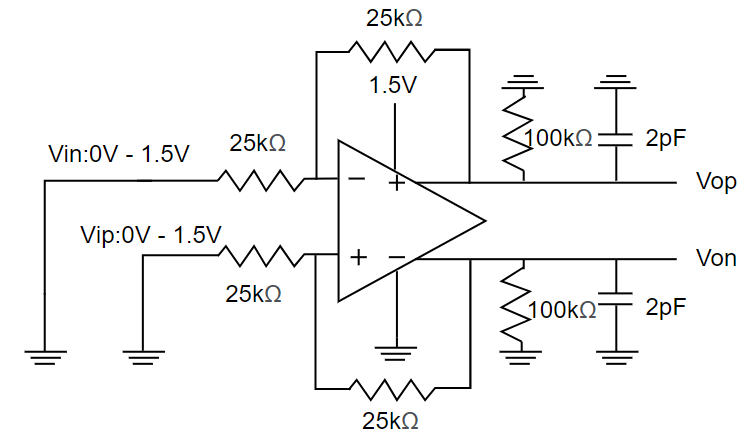 25kΩ
1.5V
Vin:0V - 1.5V
25kΩ
100kΩ
2pF
Vop
Vip:0V - 1.5V
Von
25kΩ
100kΩ
2pF
25kΩ